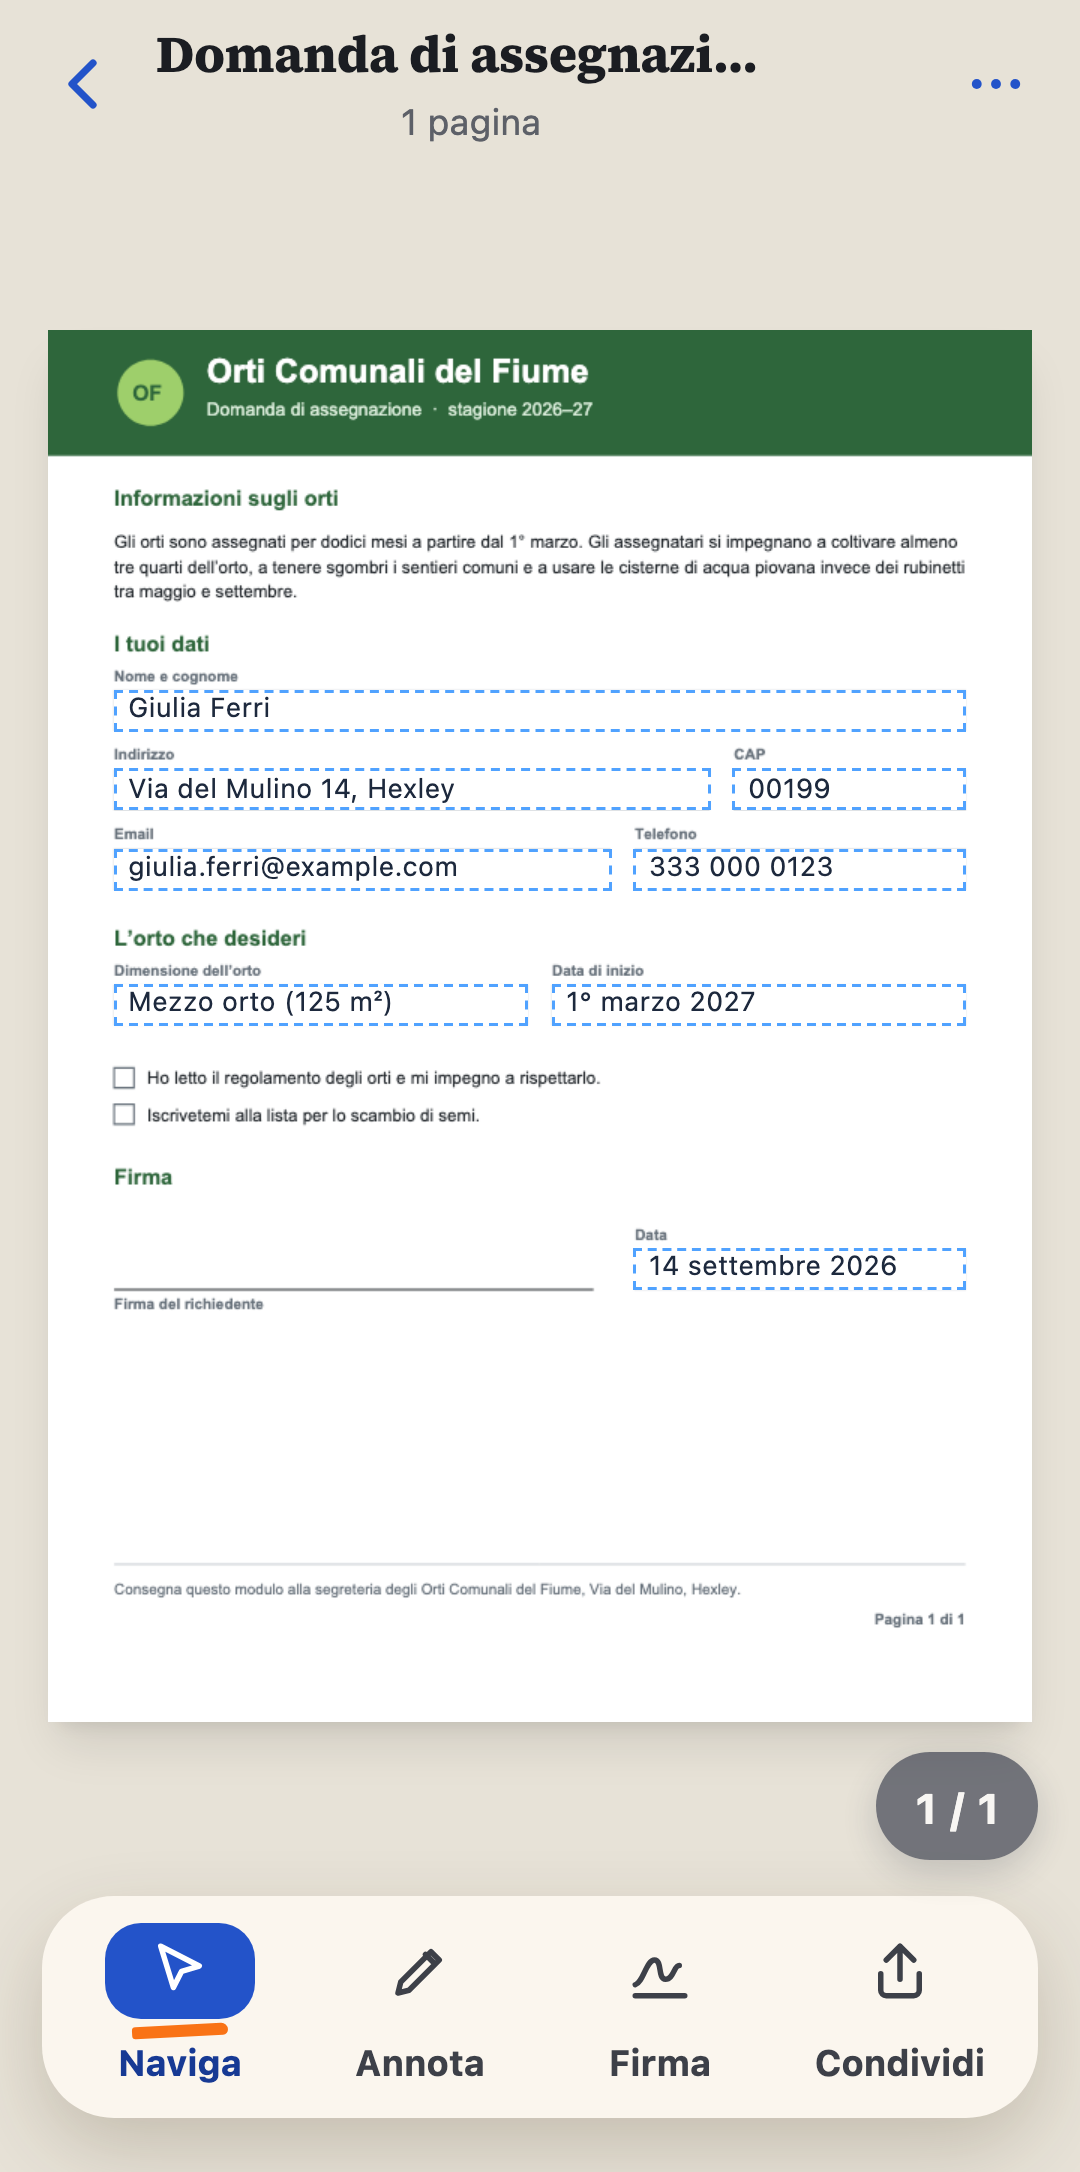 Domanda di assegnazi...
1 pagina
OF
Orti Comunali del Fiume
Domanda di assegnazione · stagione 2026–27
Informazioni sugli orti
Gli orti sono assegnati per dodici mesi a partire dal 1° marzo. Gli assegnatari si impegnano a coltivare almeno
tre quarti dell'orto, a tenere sgombri i sentieri comuni e a usare le cisterne di acqua piovana invece dei rubinetti
tra maggio e settembre.
I tuoi dati
Nome e cognome
Giulia Ferri
Indirizzo
CAP
Via del Mulino 14, Hexley
00199
Email
Telefono
giulia.ferri@example.com
333 000 0123
L'orto che desideri
Dimensione dell'orto
Data di inizio
Mezzo orto (125 m²)
1° marzo 2027
Ho letto il regolamento degli orti e mi impegno a rispettarlo.
Iscrivetemi alla lista per lo scambio di semi.
Firma
Data
14 settembre 2026
Firma del richiedente
Consegna questo modulo alla segreteria degli Orti Comunali del Fiume, Via del Mulino, Hexley.
Pagina 1 di 1
1 / 1
Naviga
Annota
Firma
Condividi